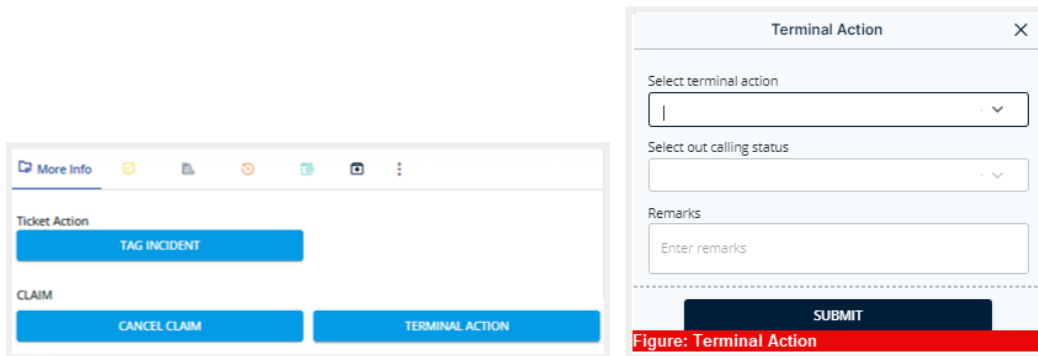 More Info
Ticket Action
TAG INCIDENT
CLAIM
CANCEL CLAIM
TERMINAL ACTION
Terminal Action
Select terminal action
Select out calling status
Remarks
Enter remarks
SUBMIT
Figure: Terminal Action